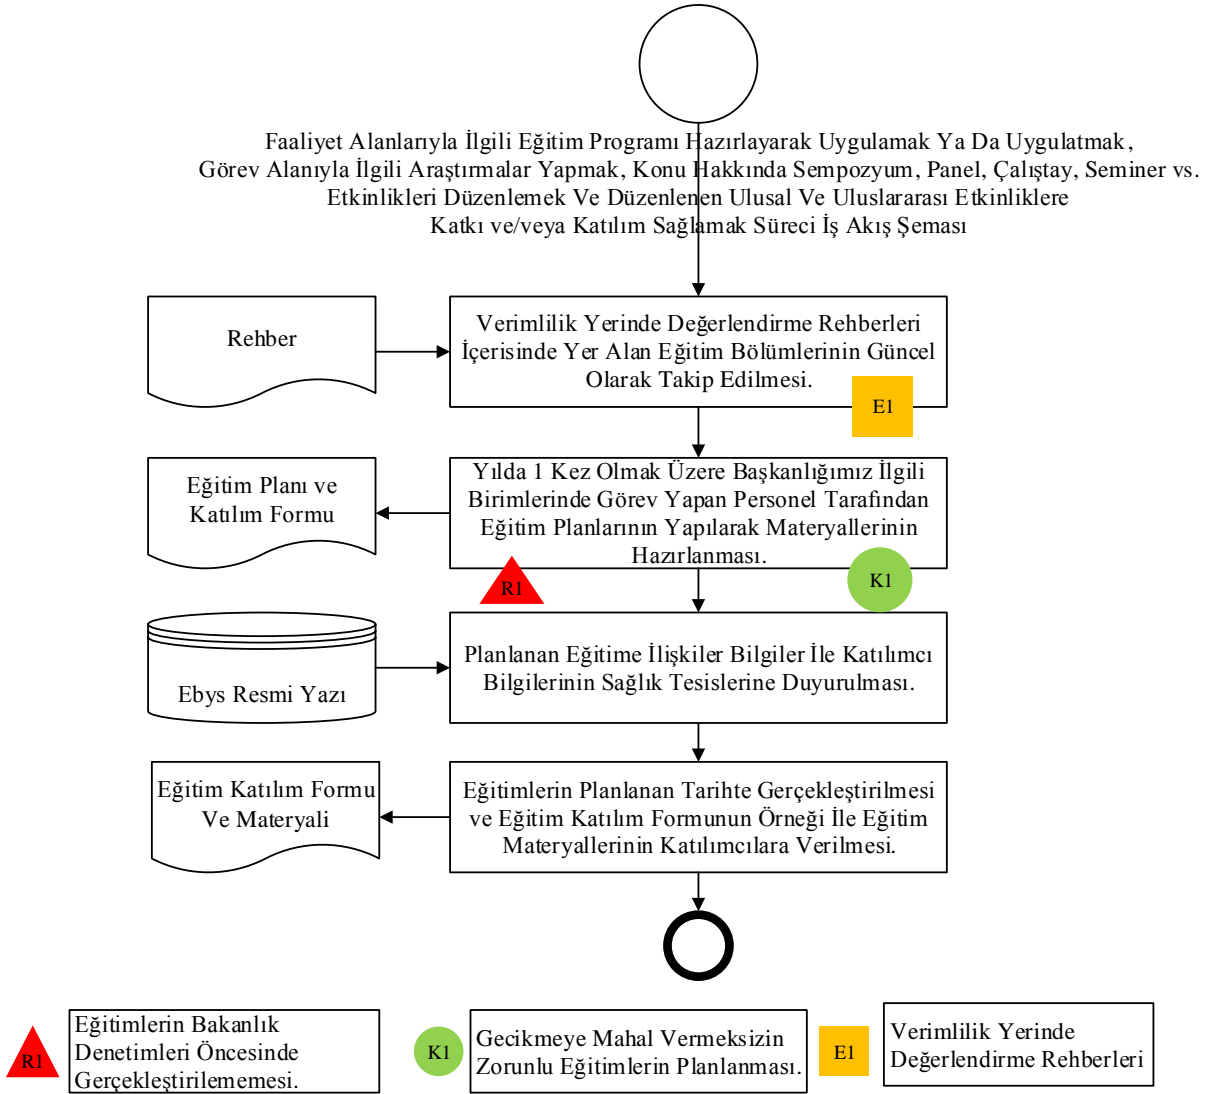 Faaliyet Alanlarıyla İlgili Eğitim Programı Hazırlayarak Uygulamak Ya Da Uygulatmak,
Görev Alanıyla İlgili Araştırmalar Yapmak, Konu Hakkında Sempozyum, Panel, Çalıştay, Seminer vs.
Etkinlikleri Düzenlemek Ve Düzenlenen Ulusal Ve Uluslararası Etkinliklere
Katkı ve/veya Katılım Sağlamak Süreci İş Akış Şeması
Rehber
Verimlilik Yerinde Değerlendirme Rehberleri
İçerisinde Yer Alan Eğitim Bölümlerinin Güncel
Olarak Takip Edilmesi.
E1
Eğitim Planı ve
Katılım Formu
Yılda 1 Kez Olmak Üzere Başkanlığımız İlgili
Birimlerinde Görev Yapan Personel Tarafından
Eğitim Planlarının Yapılarak Materyallerinin
Hazırlanması.
R1
K1
Ebys Resmi Yazı
Planlanan Eğitime İlişkiler Bilgiler İle Katılımcı
Bilgilerinin Sağlık Tesislerine Duyurulması.
Eğitim Katılım Formu
Ve Materyali
Eğitimlerin Planlanan Tarihte Gerçekleştirilmesi
ve Eğitim Katılım Formunun Örneği İle Eğitim
Materyallerinin Katılımcılara Verilmesi.
R1
Eğitimlerin Bakanlık
Denetimleri Öncesinde
Gerçekleştirilememesi.
K1
Gecikmeye Mahal Vermeksizin
Zorunlu Eğitimlerin Planlanması.
E1
Verimlilik Yerinde
Değerlendirme Rehberleri